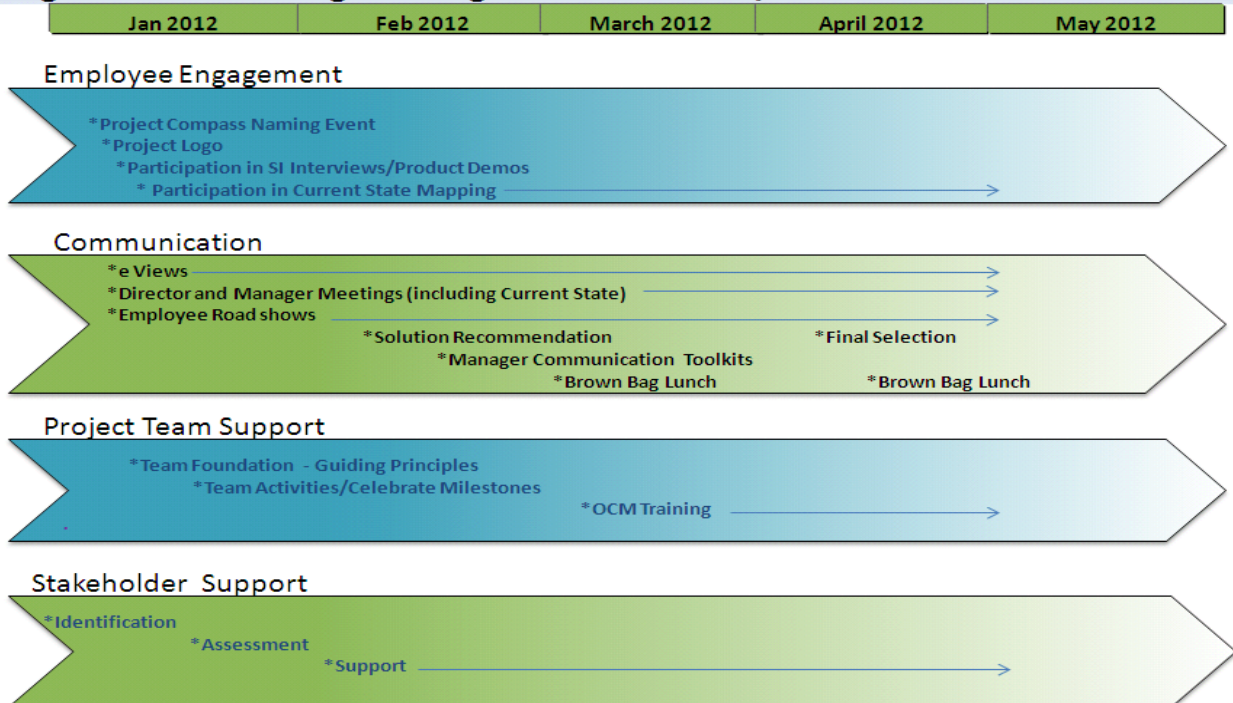 Jan 2012 Feb 2012 March 2012 April 2012 May 2012
Employee Engagement
*Project Compass Naming Event
*Project Logo
*Participation in SI Interviews/Product Demos
* Participation in Current State Mapping
Communication
*e Views
*Director and Manager Meetings (including Current State)
*Employee Road shows
*Solution Recommendation *Final Selection
*Manager Communication Toolkits
*Brown Bag Lunch *Brown Bag Lunch
Project Team Support
*Team Foundation - Guiding Principles
*Team Activities/Celebrate Milestones
*OCM Training
Stakeholder Support
*Identification
*Assessment
*Support